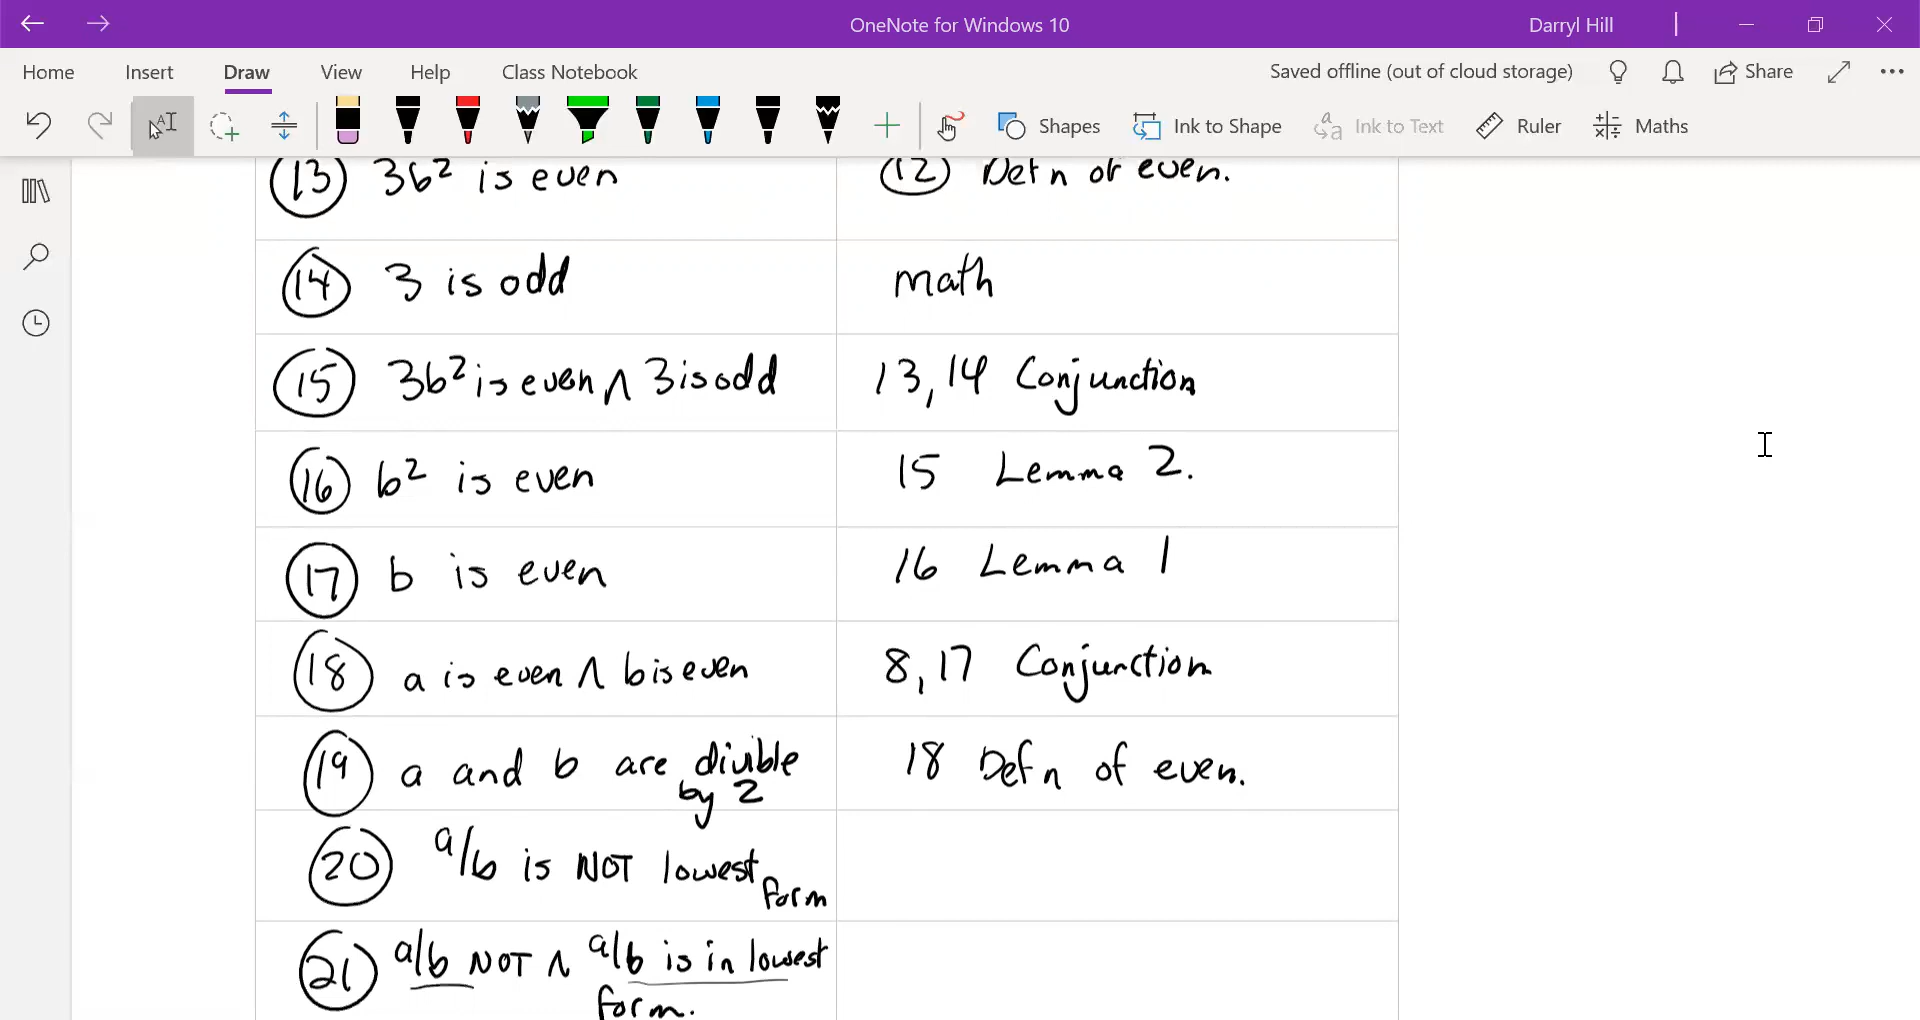 OneNote for Windows 10
Darryl Hill
Home Insert Draw View Help Class Notebook
Saved offline (out of cloud storage) Share
Shapes Ink to Shape Ink to Text Ruler Maths
(13) 3b² is even (12) Defn of even.
(14) 3 is odd math
(15) 3b² is even ∧ 3 is odd 13, 14 Conjunction
(16) b² is even 15 Lemma 2.
(17) b is even 16 Lemma 1
(18) a is even ∧ b is even 8, 17 Conjunction
(19) a and b are divible 18 Defn of even.
by 2
(20) a/b is NOT lowest
form
(21) a/b NOT ∧ a/b is in lowest
form.